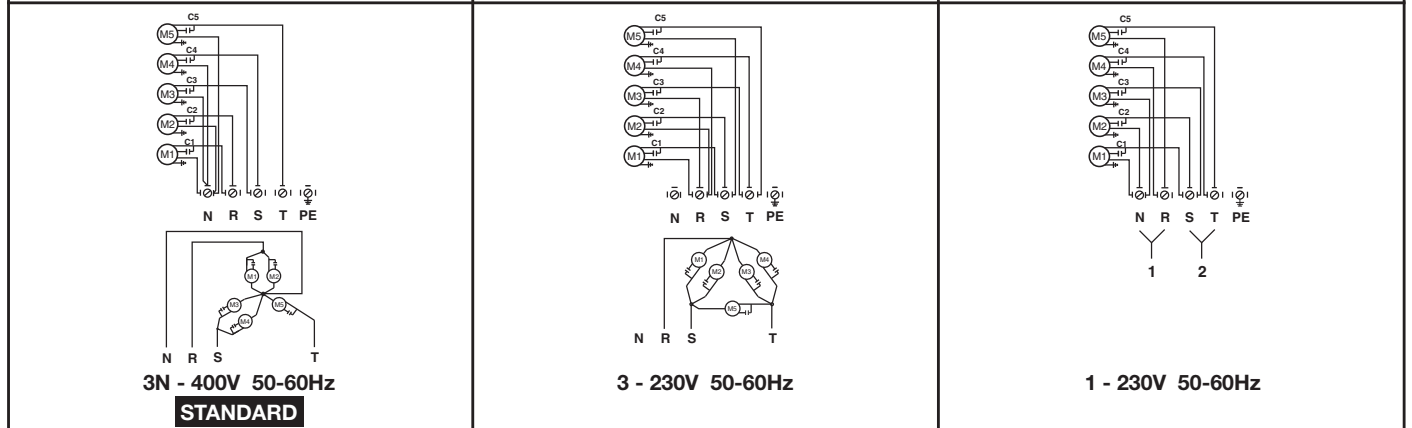 C5
M5
C4
M4
C3
M3
C2
M2
C1
M1
N R S T PE
M1 M2
M3 M5
M4
N R S T
3N - 400V 50-60Hz
STANDARD
C5
M5
C4
M4
C3
M3
C2
M2
C1
M1
N R S T PE
M1 M4
M2 M3
M5
N R S T
3 - 230V 50-60Hz
C5
M5
C4
M4
C3
M3
C2
M2
C1
M1
N R S T PE
1 2
1 - 230V 50-60Hz